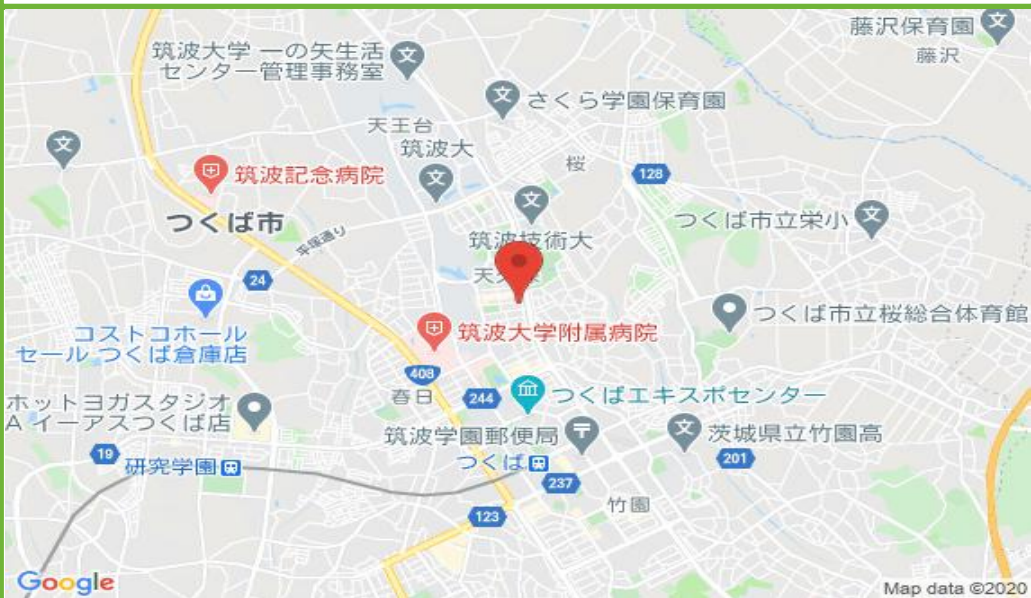 藤沢保育園
藤沢
筑波大学 一の矢生活
センター管理事務室
文
文
文
さくら学園保育園
天王台
筑波大
文
文
桜
128
筑波記念病院
つくば市
文
筑波技術大
つくば市立栄小
文
平塚通り
24
コストコホール
セール つくば倉庫店
つくば市立桜総合体育館
筑波大学附属病院
408
春日
244
つくばエキスポセンター
ホットヨガスタジオ
A イーアスつくば店
筑波学園郵便局
文
茨城県立竹園高
19
研究学園
つくば
201
237
竹園
123
Google
Map data ©2020